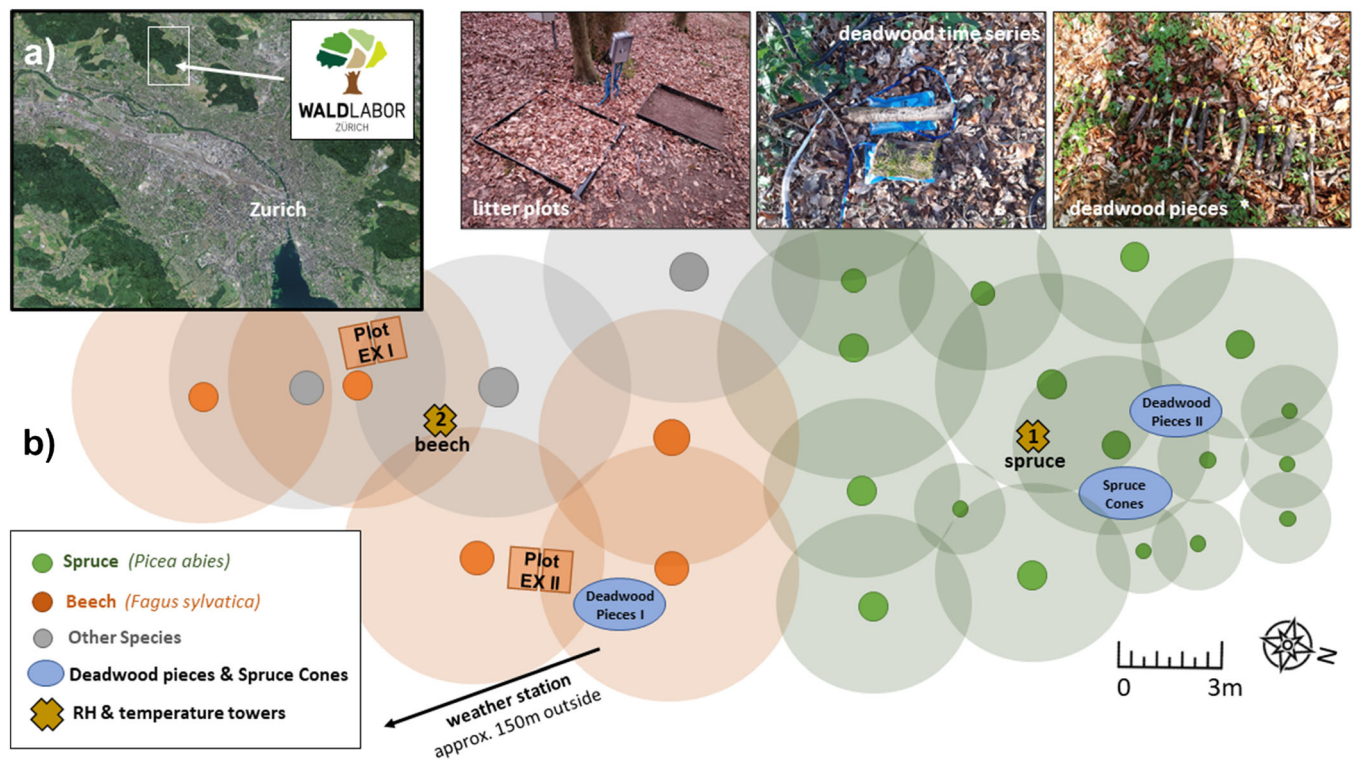 a)
WALDLABOR
ZÜRICH
Zurich
litter plots
deadwood time series
deadwood pieces *
b)
Plot
EX I
2
beech
1
spruce
Deadwood
Pieces II
Spruce
Cones
Plot
EX II
Deadwood
Pieces I
weather station
approx. 150m outside
Spruce (Picea abies)
Beech (Fagus sylvatica)
Other Species
Deadwood pieces & Spruce Cones
RH & temperature towers
0 3m
N